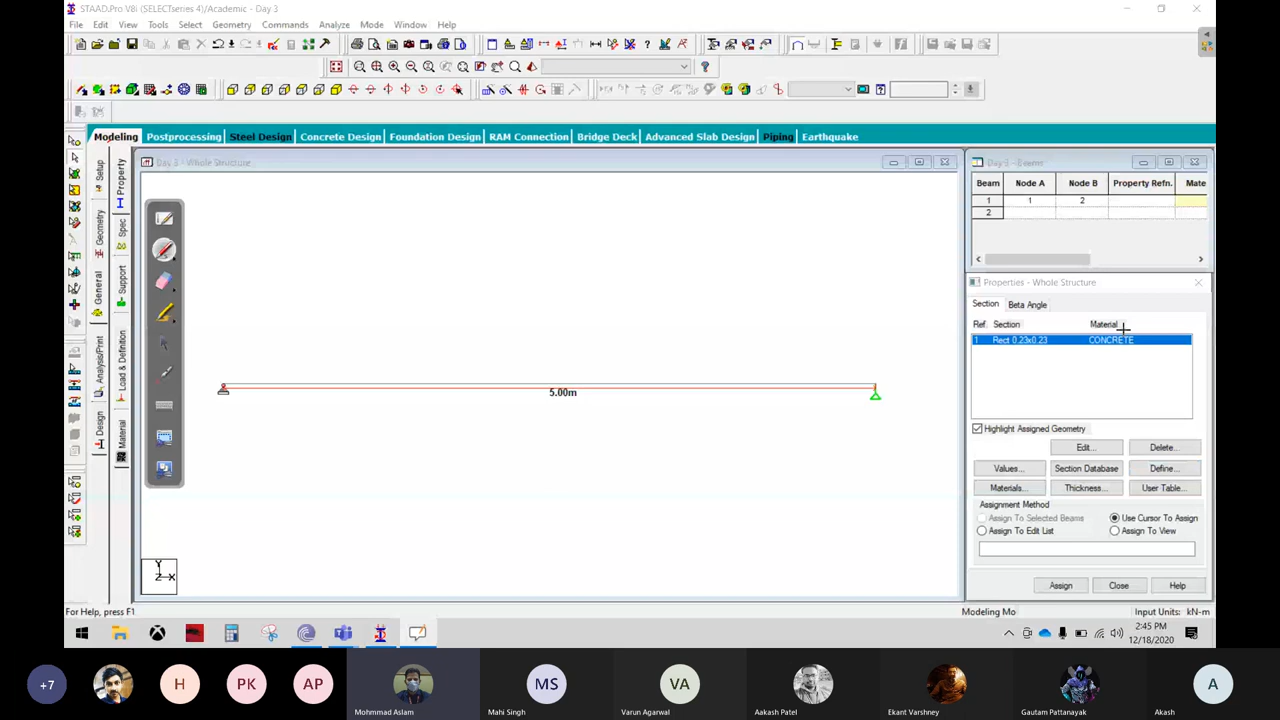 STAAD.Pro V8i (SELECTseries 4)/Academic - Day 3
File Edit View Tools Select Geometry Commands Analyze Mode Window Help
Modeling Postprocessing Steel Design Concrete Design Foundation Design RAM Connection Bridge Deck Advanced Slab Design Piping Earthquake
Setup
Geometry
General
Analysis/Print
Design
Property
Spec
Support
Load & Definition
Material
Day 3 - Whole Structure
5.00m
Y
Z X
Day 3 - Beams
Beam Node A Node B Property Refn. Mate
1 1 2
2
Properties - Whole Structure
Section Beta Angle
Ref. Section Material
1 Rect 0.23x0.23 CONCRETE
Highlight Assigned Geometry
Edit... Delete...
Values... Section Database Define...
Materials... Thickness... User Table...
Assignment Method
Assign To Selected Beams Use Cursor To Assign
Assign To Edit List Assign To View
Assign Close Help
For Help, press F1 Modeling Mo Input Units: kN-m
2:45 PM
12/18/2020
+7 H PK AP MS VA A
Mohmmad Aslam Mahi Singh Varun Agarwal Aakash Patel Ekant Varshney Gautam Pattanayak Akash